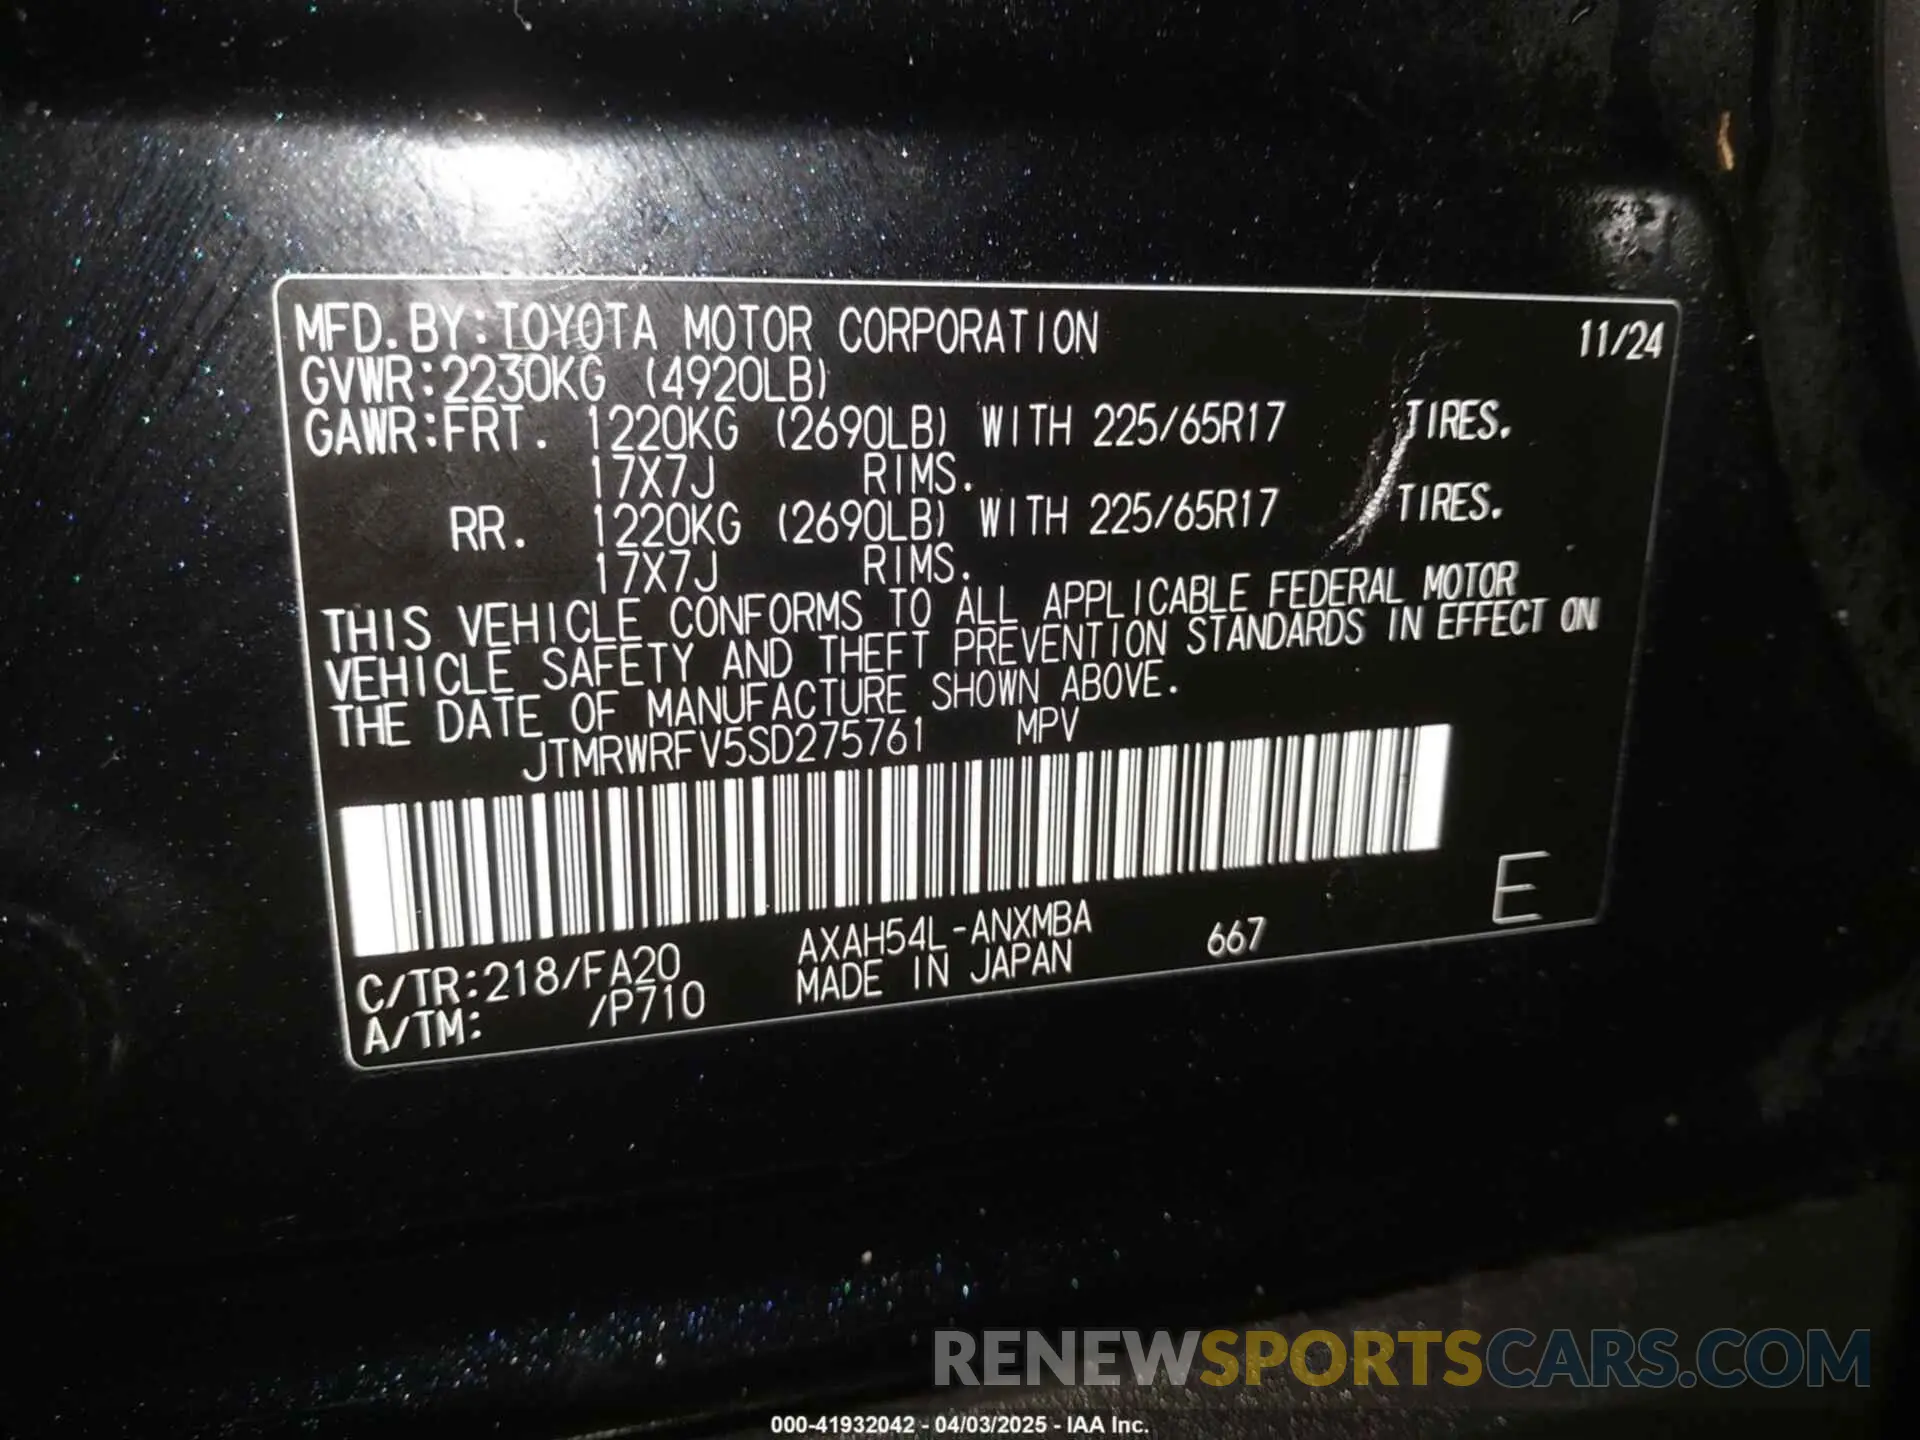 MFD. BY:TOYOTA MOTOR CORPORATION 11/24
GVWR:2230KG (4920LB)
GAWR:FRT. 1220KG (2690LB) WITH 225/65R17 TIRES.
17X7J RIMS.
RR. 1220KG (2690LB) WITH 225/65R17 TIRES.
17X7J RIMS.
THIS VEHICLE CONFORMS TO ALL APPLICABLE FEDERAL MOTOR
VEHICLE SAFETY AND THEFT PREVENTION STANDARDS IN EFFECT ON
THE DATE OF MANUFACTURE SHOWN ABOVE.
JTMRWRFV5SD275761 MPV
E
C/TR:218/FA20 AXAH54L-ANXMBA 667
A/TM: /P710 MADE IN JAPAN
RENEWSPORTSCARS.COM
000-41932042 - 04/03/2025 - IAA Inc.